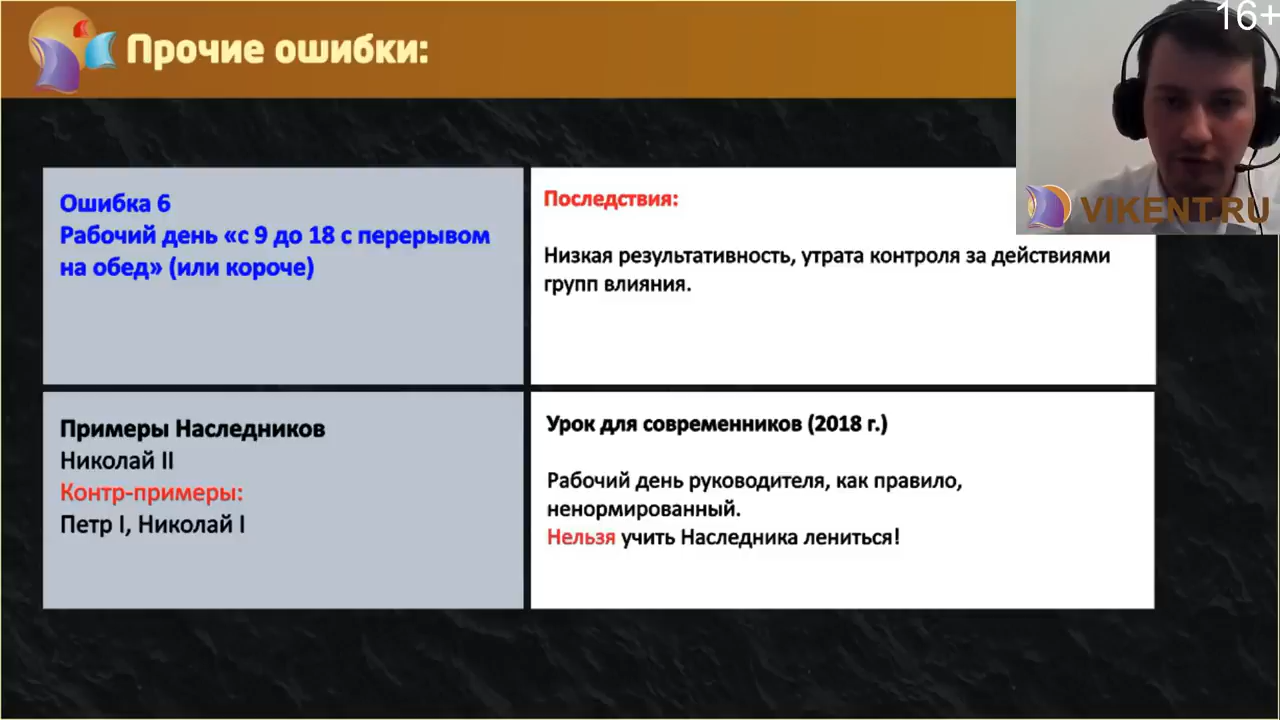 Прочие ошибки:
16+
VIKENT.RU
Ошибка 6
Рабочий день «с 9 до 18 с перерывом
на обед» (или короче)
Последствия:
Низкая результативность, утрата контроля за действиями
групп влияния.
Примеры Наследников
Николай II
Контр-примеры:
Петр I, Николай I
Урок для современников (2018 г.)
Рабочий день руководителя, как правило,
ненормированный.
Нельзя учить Наследника лениться!